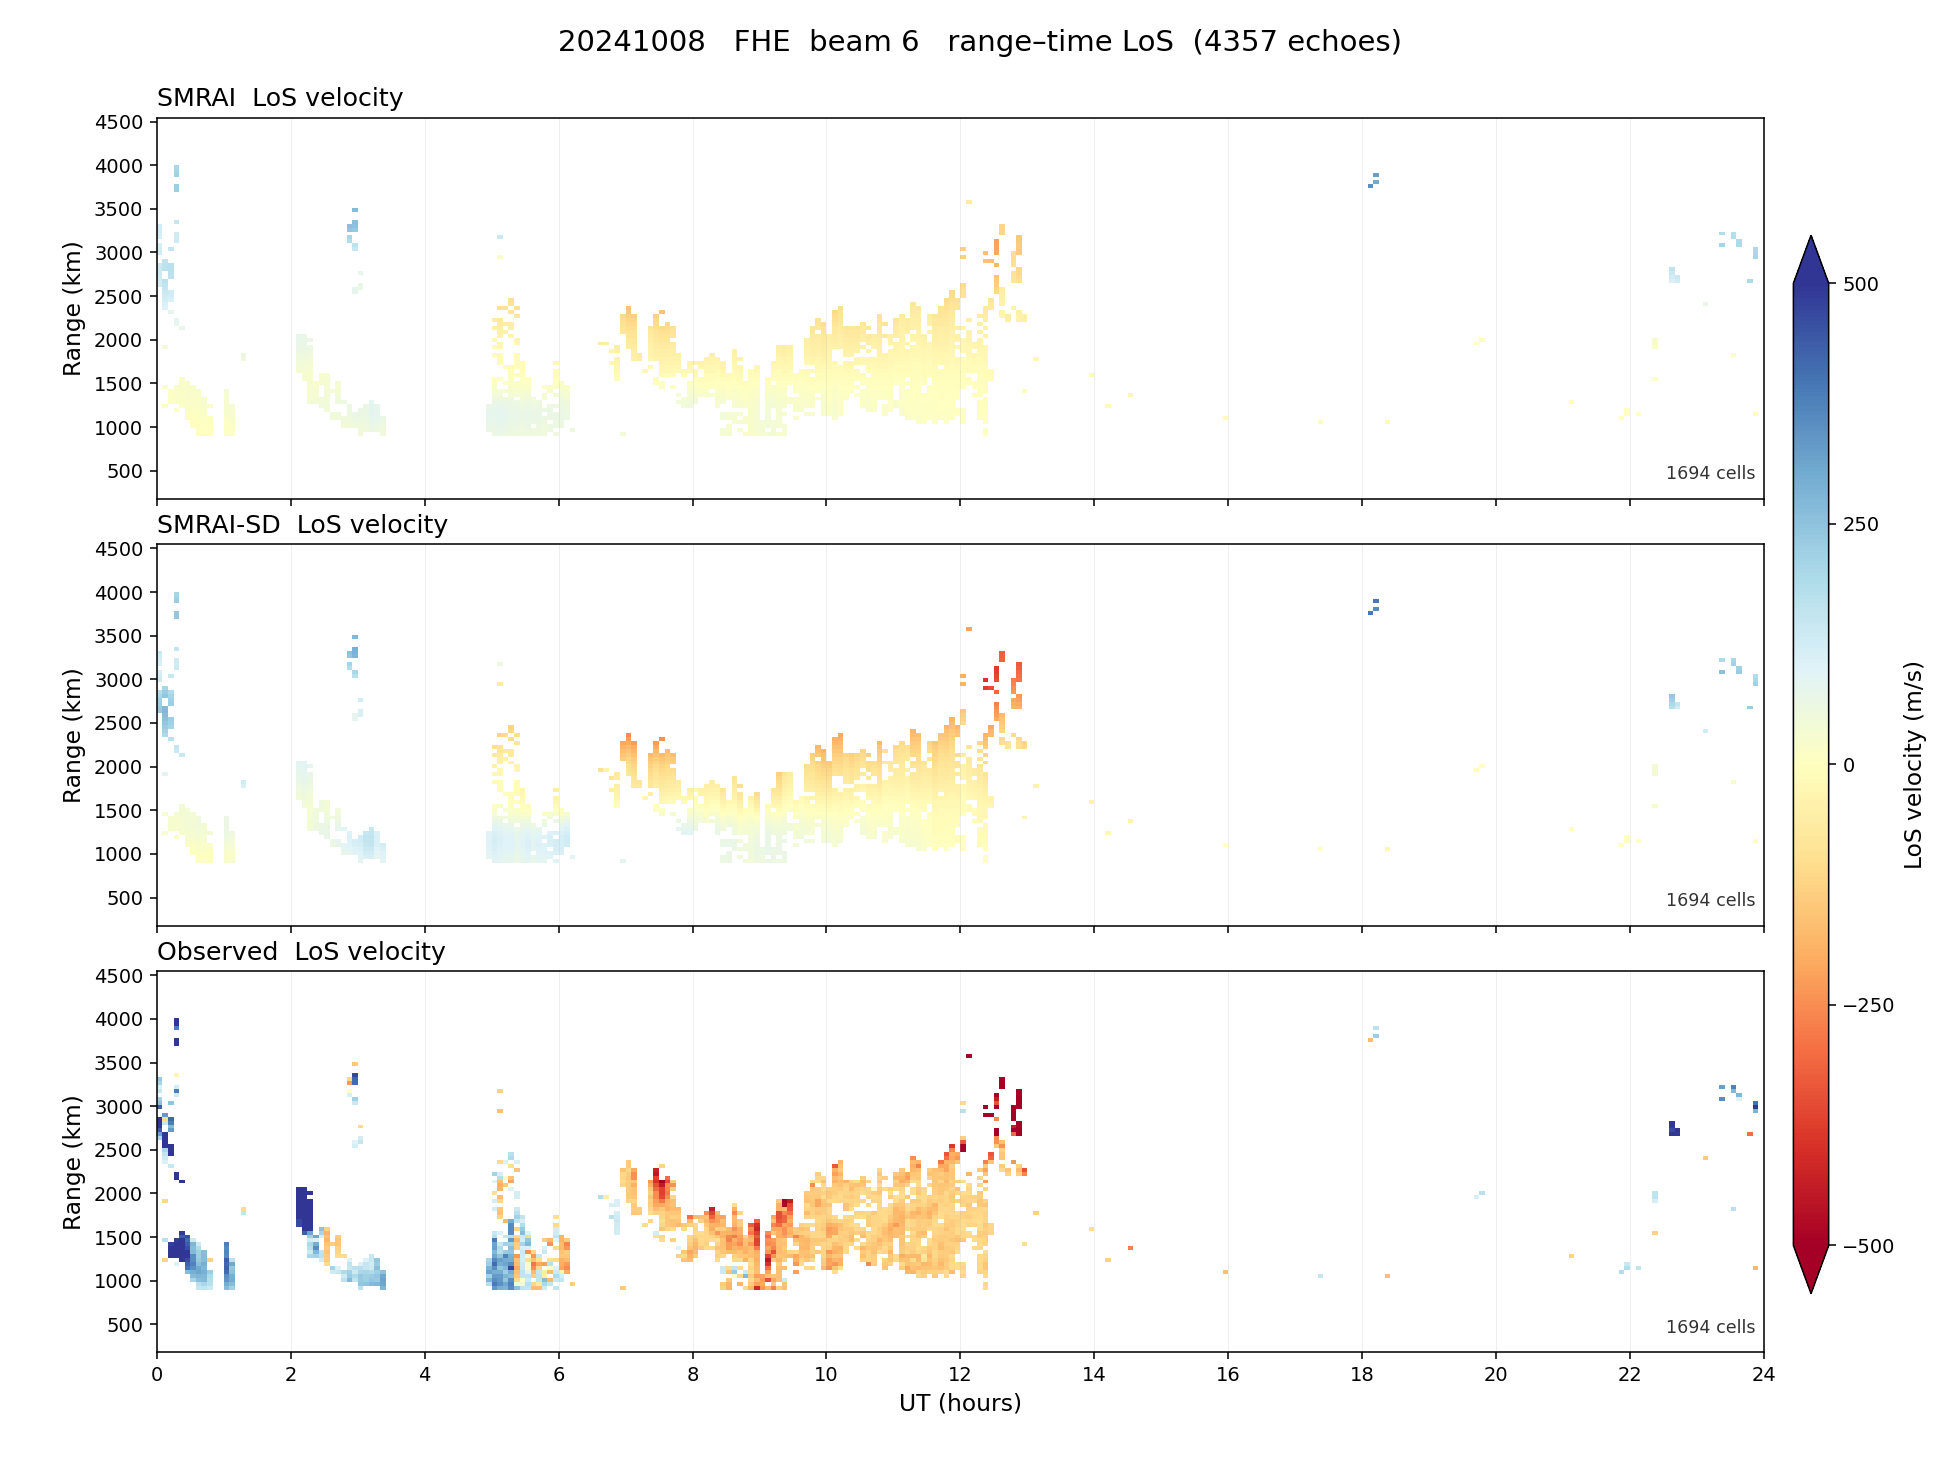 20241008   FHE  beam 6   range–time LoS  (4357 echoes)
SMRAI  LoS velocity
4500
4000
3500
3000
2500
2000
1500
1000
500
Range (km)
1694 cells
SMRAI-SD  LoS velocity
4500
4000
3500
3000
2500
2000
1500
1000
500
Range (km)
1694 cells
Observed  LoS velocity
4500
4000
3500
3000
2500
2000
1500
1000
500
Range (km)
1694 cells
0 2 4 6 8 10 12 14 16 18 20 22 24
UT (hours)
500
250
0
−250
−500
LoS velocity (m/s)